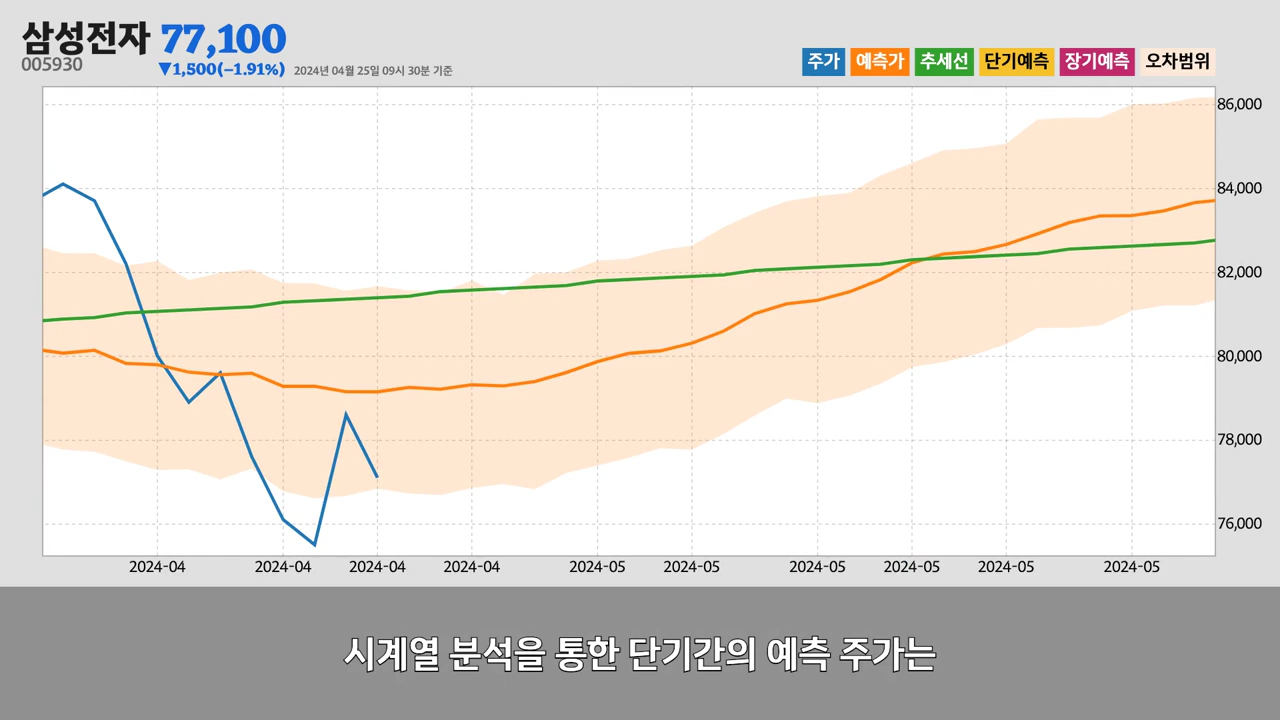 삼성전자 77,100
005930
▼1,500(−1.91%) 2024년 04월 25일 09시 30분 기준
주가 예측가 추세선 단기예측 장기예측 오차범위
86,000
84,000
82,000
80,000
78,000
76,000
2024-04 2024-04 2024-04 2024-04 2024-05 2024-05 2024-05 2024-05 2024-05 2024-05
시계열 분석을 통한 단기간의 예측 주가는